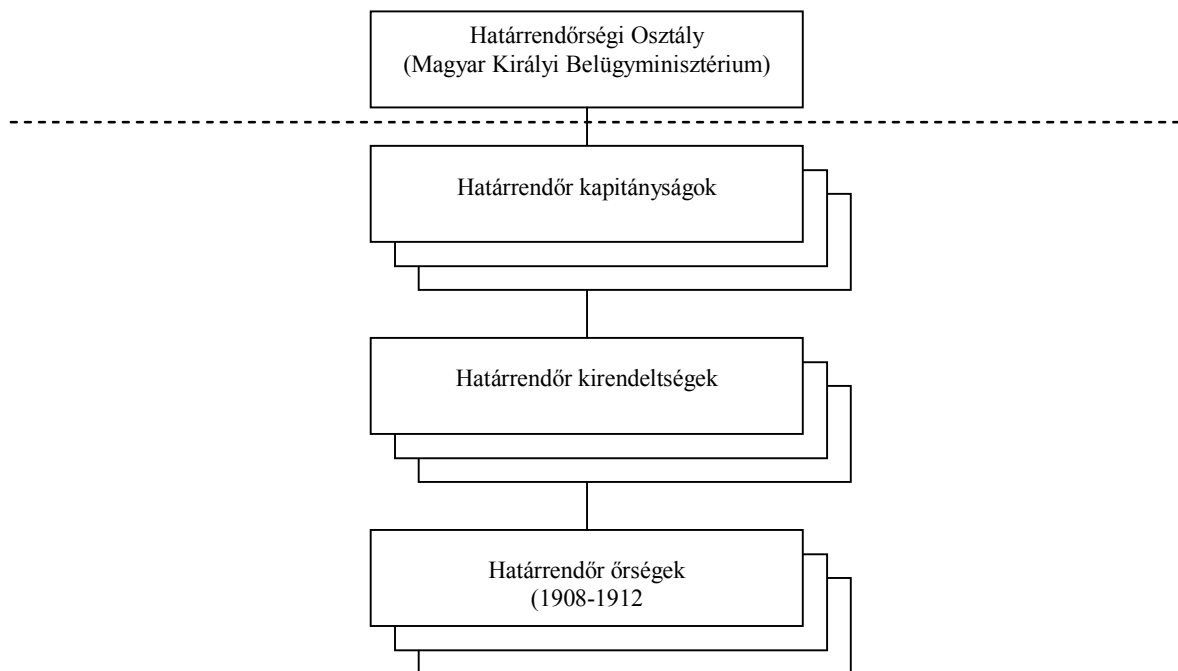 Határrendőrségi Osztály
(Magyar Királyi Belügyminisztérium)
Határrendőr kapitányságok
Határrendőr kirendeltségek
Határrendőr őrségek
(1908-1912